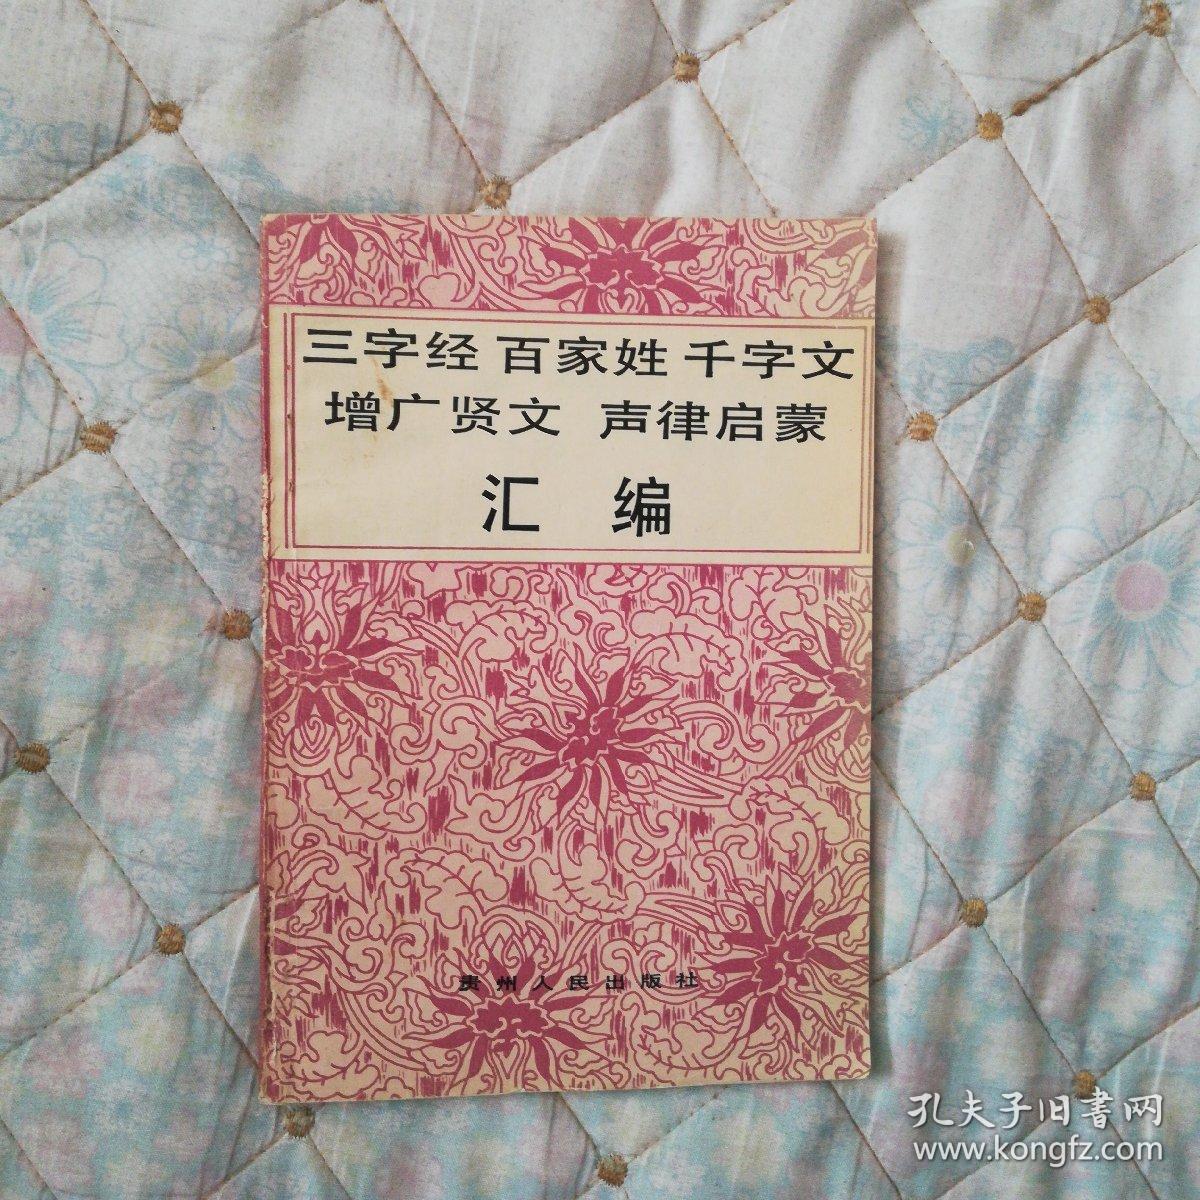 三字经 百家姓 千字文
增广贤文 声律启蒙
汇编
贵州人民出版社
孔夫子旧書网
www.kongfz.com